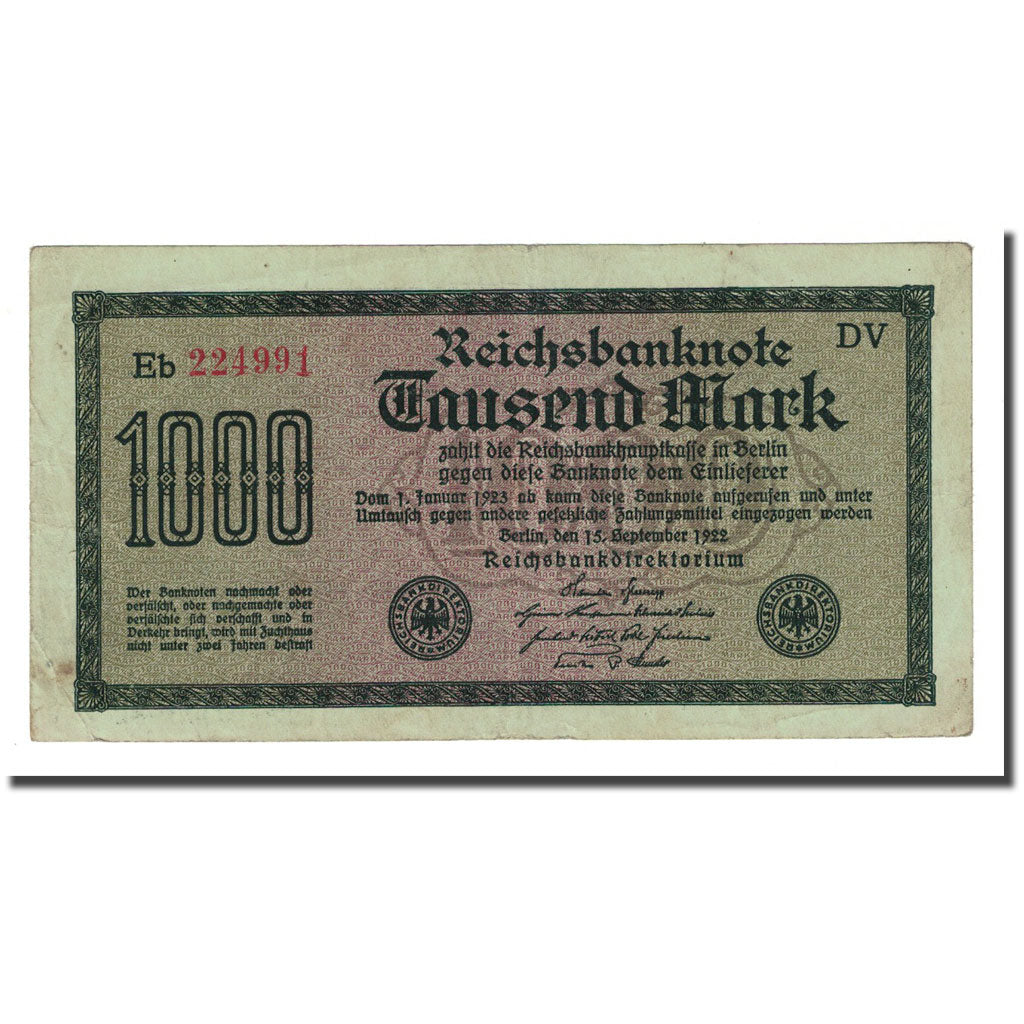 Eb 224991
DV
1000
Reichsbanknote
Tausend Mark
zahlt die Reichsbankhauptkasse in Berlin
gegen diese Banknote dem Einlieferer
Vom 1. Januar 1923 ab kann diese Banknote aufgerufen und unter
Umtausch gegen andere gesetzliche Zahlungsmittel eingezogen werden
Berlin, den 15. September 1922
Reichsbankdirektorium
Wer Banknoten nachmacht oder
verfälscht, oder nachgemachte oder
verfälschte sich verschafft und in
Verkehr bringt, wird mit Zuchthaus
nicht unter zwei Jahren bestraft
REICHSBANKDIREKTORIUM
REICHSBANKDIREKTORIUM